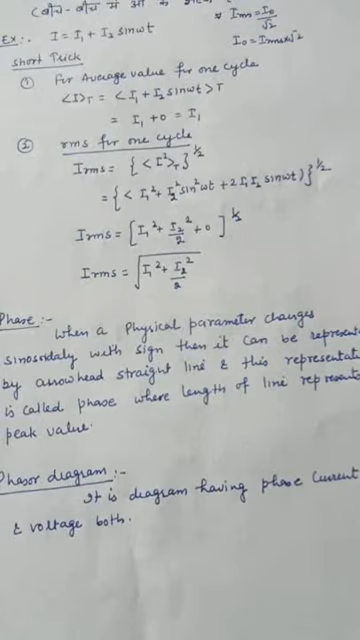 (बीच-बीच में
Irms = I₀/√2
Ex:. I = I₁ + I₂ sinωt
I₀ = Irms×√2
Short Trick
① For Average value for one cycle
<I>T = <I₁ + I₂ sinωt>T
= I₁ + 0 = I₁
② rms for one cycle
Irms = {<I²>T}^1/2
= {< I₁² + I₂² sin²ωt + 2I₁I₂ sinωt)}^1/2
Irms = [I₁² + I₂²/2 + 0]^1/2
Irms = √(I₁² + I₂²/2)
Phase:-
When a Physical parameter changes
sinosoidaly with sign then it can be represente
by arrowhead straight line & this representati
is called phase where length of line represents
peak value.
Phasor diagram:-
It is diagram having phase Current
& voltage both.